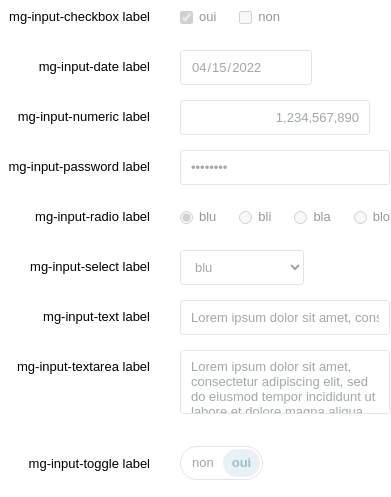 mg-input-checkbox label oui non
mg-input-date label 04/15/2022
mg-input-numeric label 1,234,567,890
mg-input-password label ••••••••
mg-input-radio label blu bli bla blo
mg-input-select label blu
mg-input-text label Lorem ipsum dolor sit amet, cons
mg-input-textarea label Lorem ipsum dolor sit amet,
consectetur adipiscing elit, sed
do eiusmod tempor incididunt ut
labore et dolore magna aliqua
mg-input-toggle label non oui